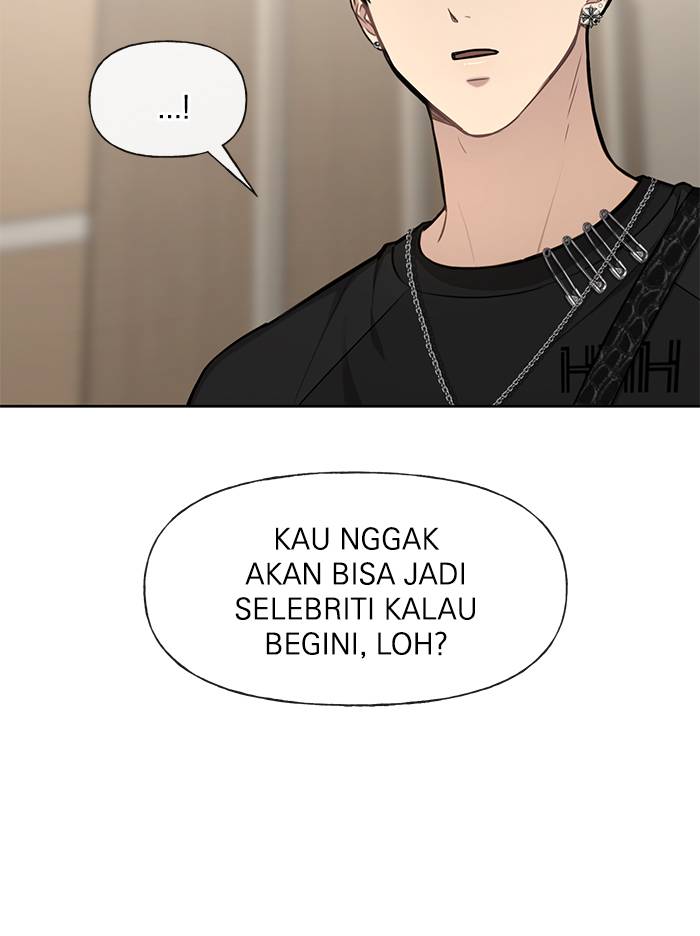 ...!
KAU NGGAK
AKAN BISA JADI
SELEBRITI KALAU
BEGINI, LOH?